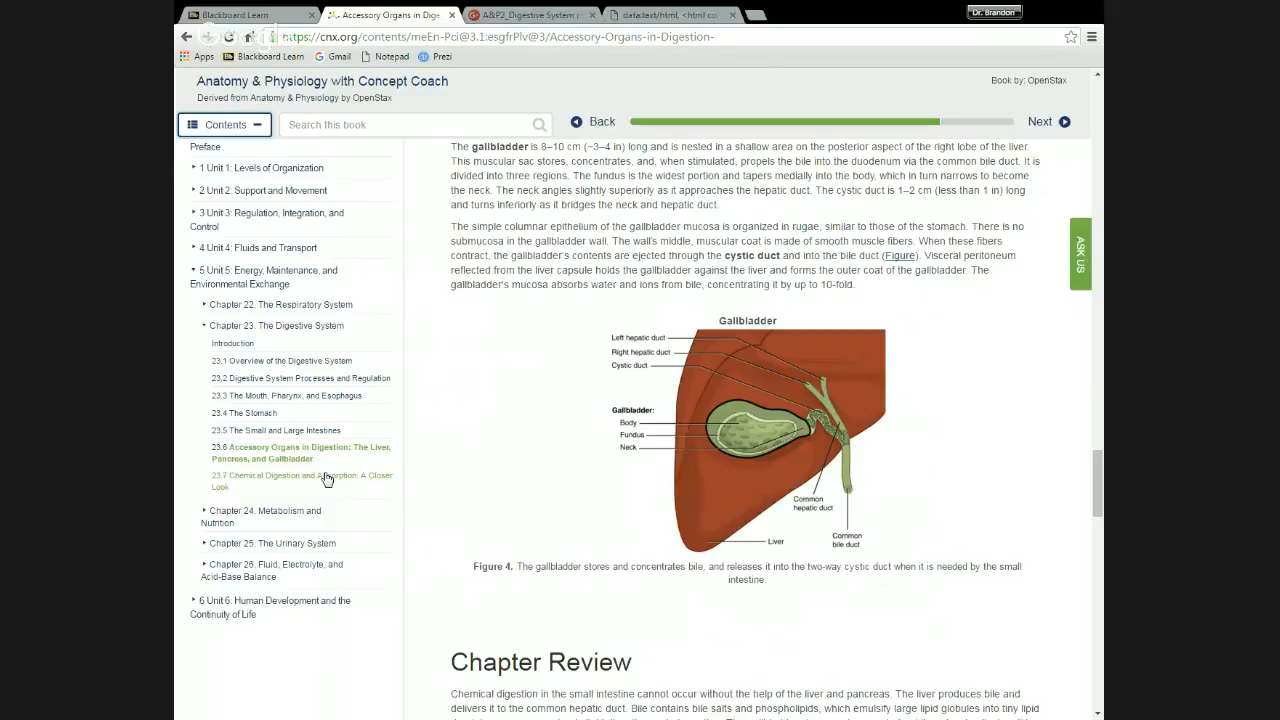 Blackboard Learn
Accessory Organs in Dige
A&P2_Digestive System
data:text/html, <html co
Dr. Brandon
https://cnx.org/contents/meEn-Pci@3.1:esgfrPlv@3/Accessory-Organs-in-Digestion-
Apps
Blackboard Learn
Gmail
Notepad
Prezi
Anatomy & Physiology with Concept Coach
Book by: OpenStax
Derived from Anatomy & Physiology by OpenStax
Contents
Search this book
Back
Next
Preface
1 Unit 1: Levels of Organization
2 Unit 2: Support and Movement
3 Unit 3: Regulation, Integration, and
Control
4 Unit 4: Fluids and Transport
5 Unit 5: Energy, Maintenance, and
Environmental Exchange
Chapter 22. The Respiratory System
Chapter 23. The Digestive System
Introduction
23.1 Overview of the Digestive System
23.2 Digestive System Processes and Regulation
23.3 The Mouth, Pharynx, and Esophagus
23.4 The Stomach
23.5 The Small and Large Intestines
23.6 Accessory Organs in Digestion: The Liver,
Pancreas, and Gallbladder
23.7 Chemical Digestion and Absorption: A Closer
Look
Chapter 24. Metabolism and
Nutrition
Chapter 25. The Urinary System
Chapter 26. Fluid, Electrolyte, and
Acid-Base Balance
6 Unit 6. Human Development and the
Continuity of Life
The gallbladder is 8–10 cm (~3–4 in) long and is nested in a shallow area on the posterior aspect of the right lobe of the liver.
This muscular sac stores, concentrates, and, when stimulated, propels the bile into the duodenum via the common bile duct. It is
divided into three regions. The fundus is the widest portion and tapers medially into the body, which in turn narrows to become
the neck. The neck angles slightly superiorly as it approaches the hepatic duct. The cystic duct is 1–2 cm (less than 1 in) long
and turns inferiorly as it bridges the neck and hepatic duct.
The simple columnar epithelium of the gallbladder mucosa is organized in rugae, similar to those of the stomach. There is no
submucosa in the gallbladder wall. The wall's middle, muscular coat is made of smooth muscle fibers. When these fibers
contract, the gallbladder's contents are ejected through the cystic duct and into the bile duct (Figure). Visceral peritoneum
reflected from the liver capsule holds the gallbladder against the liver and forms the outer coat of the gallbladder. The
gallbladder's mucosa absorbs water and ions from bile, concentrating it by up to 10-fold.
Gallbladder
Left hepatic duct
Right hepatic duct
Cystic duct
Gallbladder:
Body
Fundus
Neck
Common
hepatic duct
Common
bile duct
Liver
Figure 4. The gallbladder stores and concentrates bile, and releases it into the two-way cystic duct when it is needed by the small
intestine.
Chapter Review
Chemical digestion in the small intestine cannot occur without the help of the liver and pancreas. The liver produces bile and
delivers it to the common hepatic duct. Bile contains bile salts and phospholipids, which emulsify large lipid globules into tiny lipid
ASK US